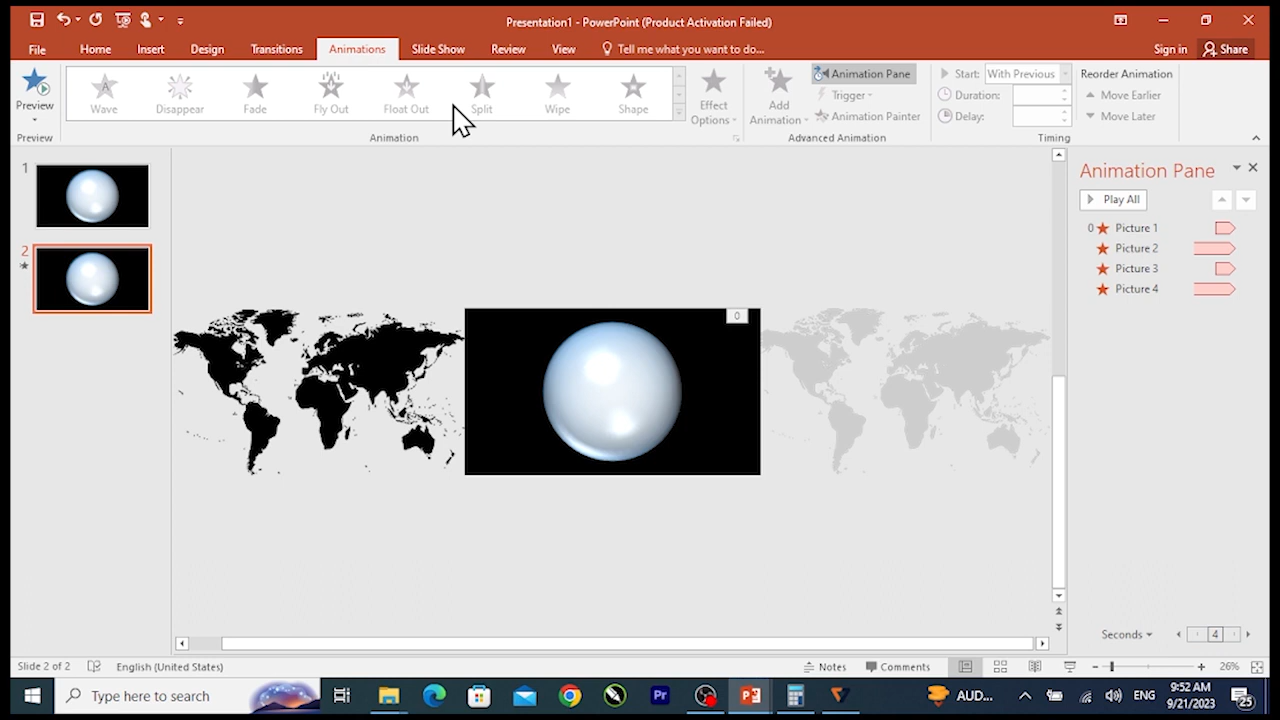 Presentation1 - PowerPoint (Product Activation Failed)
File Home Insert Design Transitions Animations Slide Show Review View Tell me what you want to do... Sign in Share
Preview
Wave Disappear Fade Fly Out Float Out Split Wipe Shape
Effect Options
Add Animation
Animation Pane
Trigger
Animation Painter
Start: With Previous
Duration:
Delay:
Reorder Animation
Move Earlier
Move Later
Preview Animation Advanced Animation Timing
1
2
0
Animation Pane
Play All
0 Picture 1
Picture 2
Picture 3
Picture 4
Seconds 4
Slide 2 of 2 English (United States) Notes Comments 26%
Type here to search
Pr
AUD... ENG
9:52 AM
9/21/2023
25